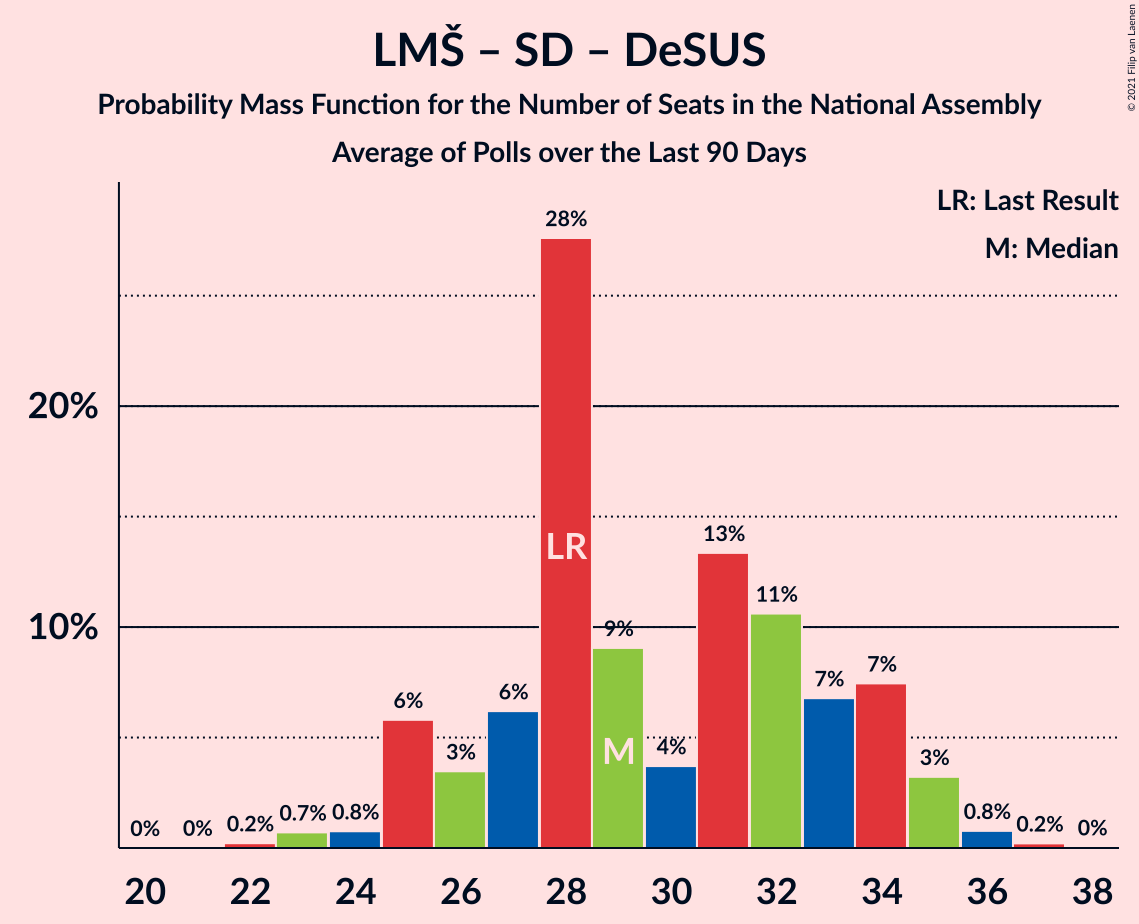 LMŠ – SD – DeSUS
Probability Mass Function for the Number of Seats in the National Assembly
Average of Polls over the Last 90 Days
© 2021 Filip van Laenen
LR: Last Result
M: Median
20%
10%
0%
0%
0.2%
0.7%
0.8%
6%
3%
6%
28%
9%
4%
13%
11%
7%
7%
3%
0.8%
0.2%
0%
LR
M
20 22 24 26 28 30 32 34 36 38